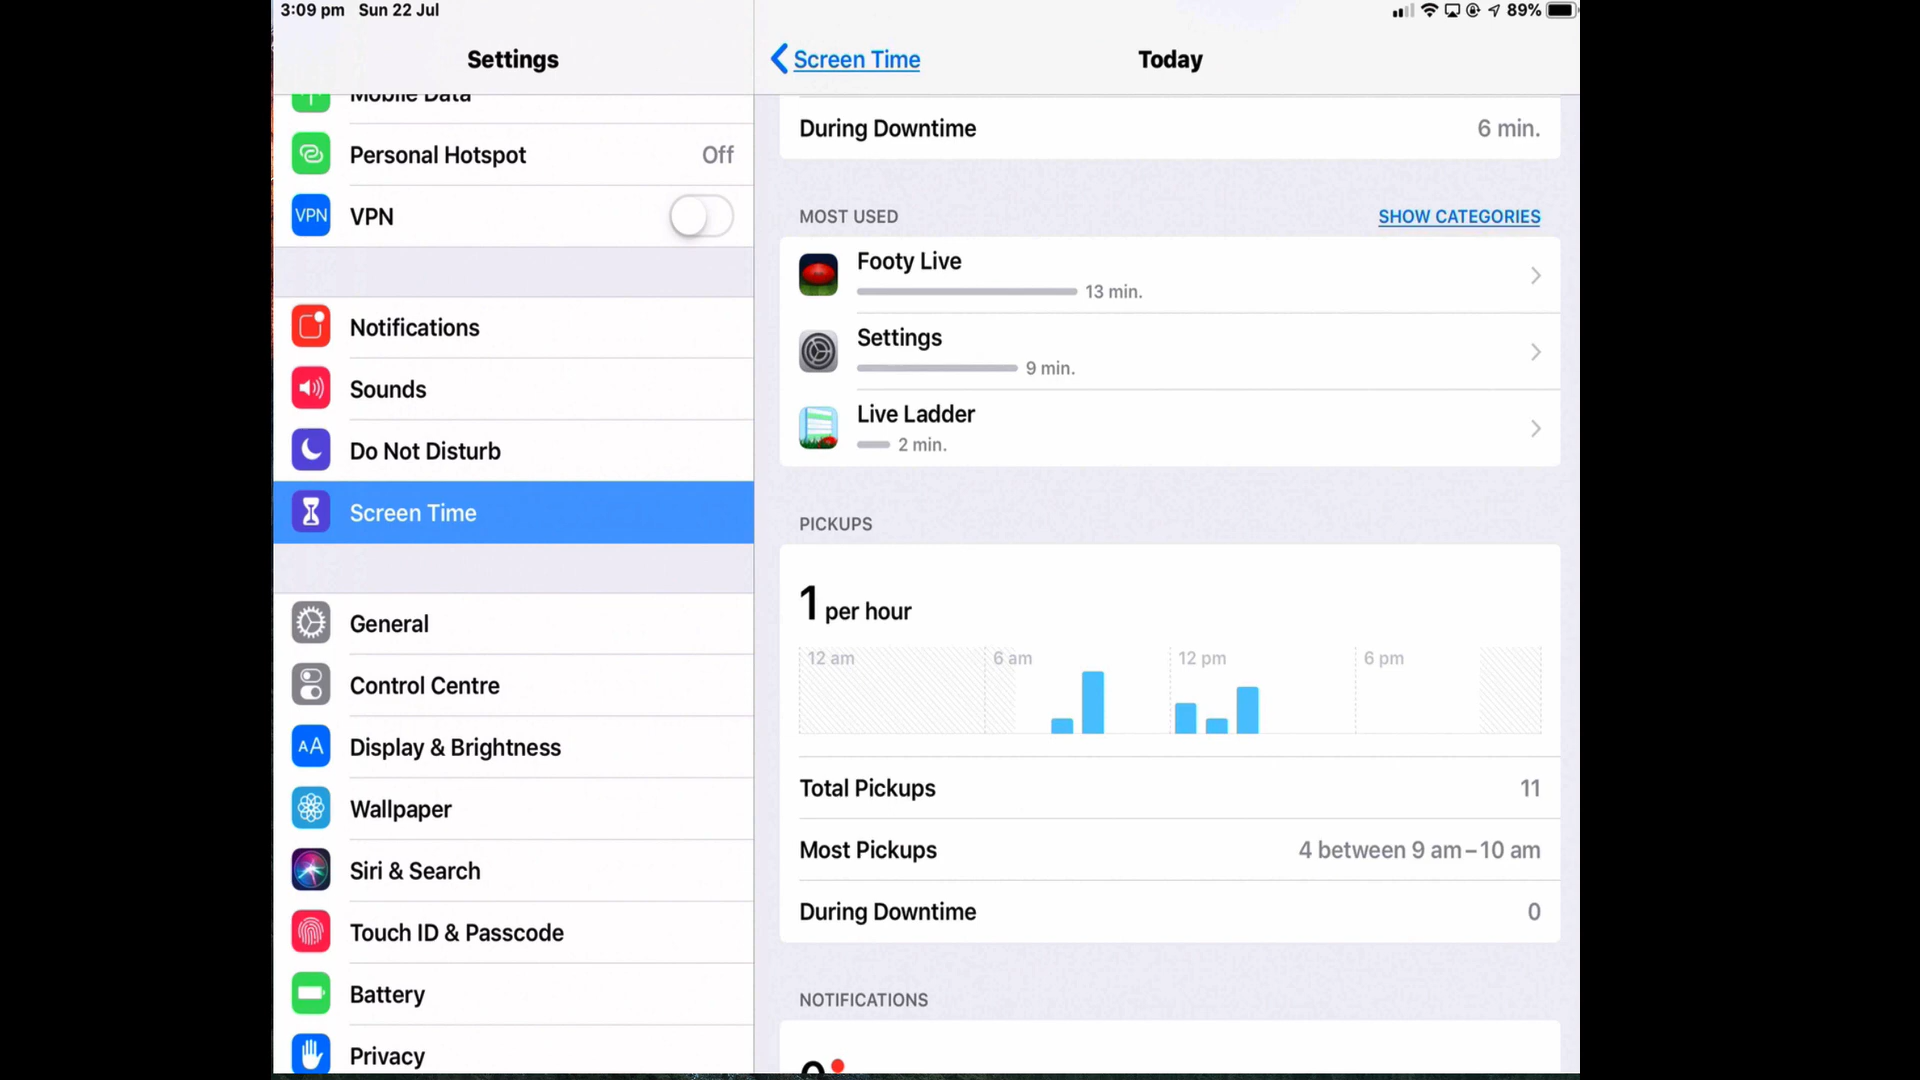 3:09 pm Sun 22 Jul
89%
Settings
Mobile Data
Personal Hotspot Off
VPN VPN
Notifications
Sounds
Do Not Disturb
Screen Time
General
Control Centre
AA Display & Brightness
Wallpaper
Siri & Search
Touch ID & Passcode
Battery
Privacy
Screen Time Today
During Downtime 6 min.
MOST USED SHOW CATEGORIES
Footy Live
13 min.
Settings
9 min.
Live Ladder
2 min.
PICKUPS
1 per hour
12 am 6 am 12 pm 6 pm
Total Pickups 11
Most Pickups 4 between 9 am–10 am
During Downtime 0
NOTIFICATIONS